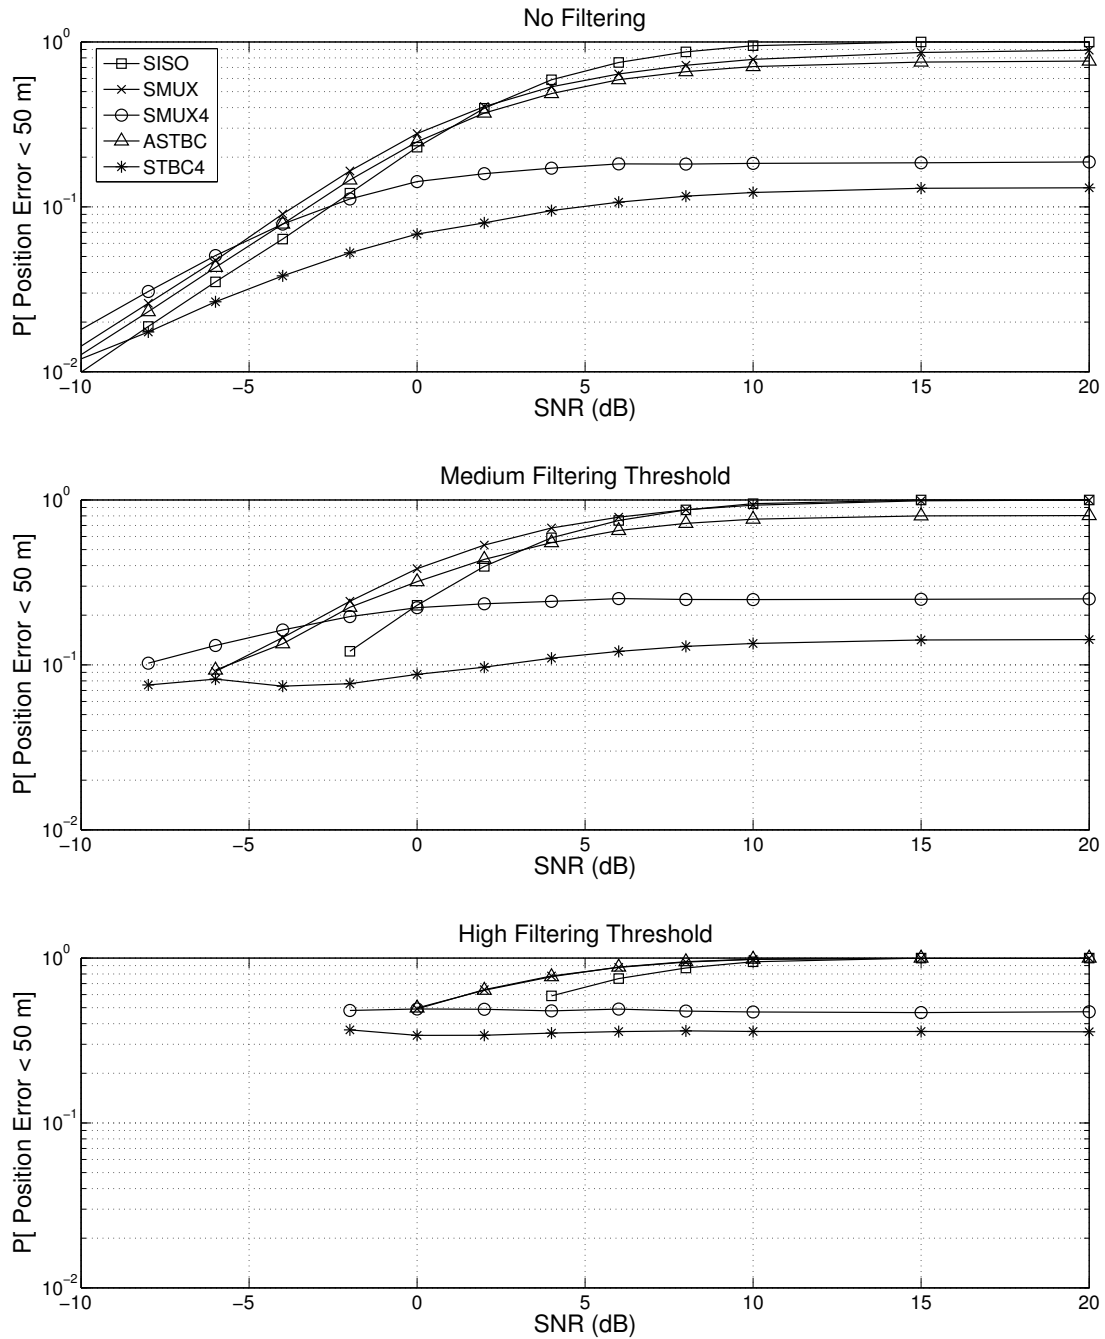 No Filtering
P[ Position Error < 50 m]
10^0
10^-1
10^-2
SISO
SMUX
SMUX4
ASTBC
STBC4
−10 −5 0 5 10 15 20
SNR (dB)
Medium Filtering Threshold
P[ Position Error < 50 m]
10^0
10^-1
10^-2
−10 −5 0 5 10 15 20
SNR (dB)
High Filtering Threshold
P[ Position Error < 50 m]
10^0
10^-1
10^-2
−10 −5 0 5 10 15 20
SNR (dB)